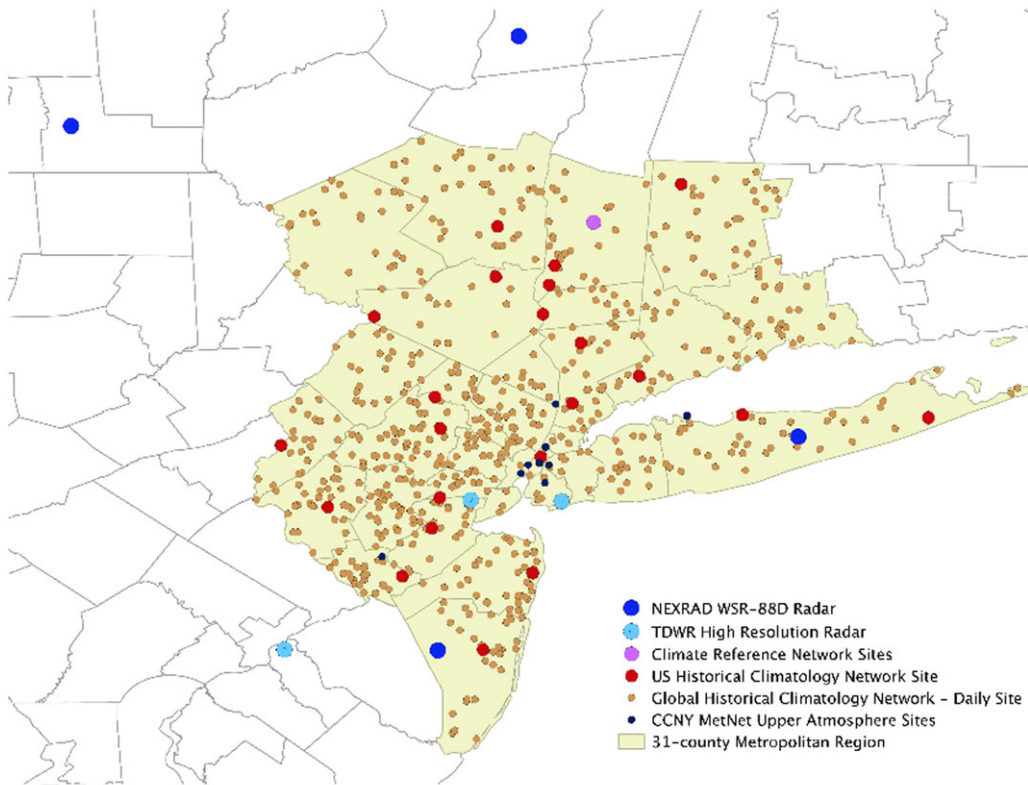 NEXRAD WSR-88D Radar
TDWR High Resolution Radar
Climate Reference Network Sites
US Historical Climatology Network Site
Global Historical Climatology Network - Daily Site
CCNY MetNet Upper Atmosphere Sites
31-county Metropolitan Region